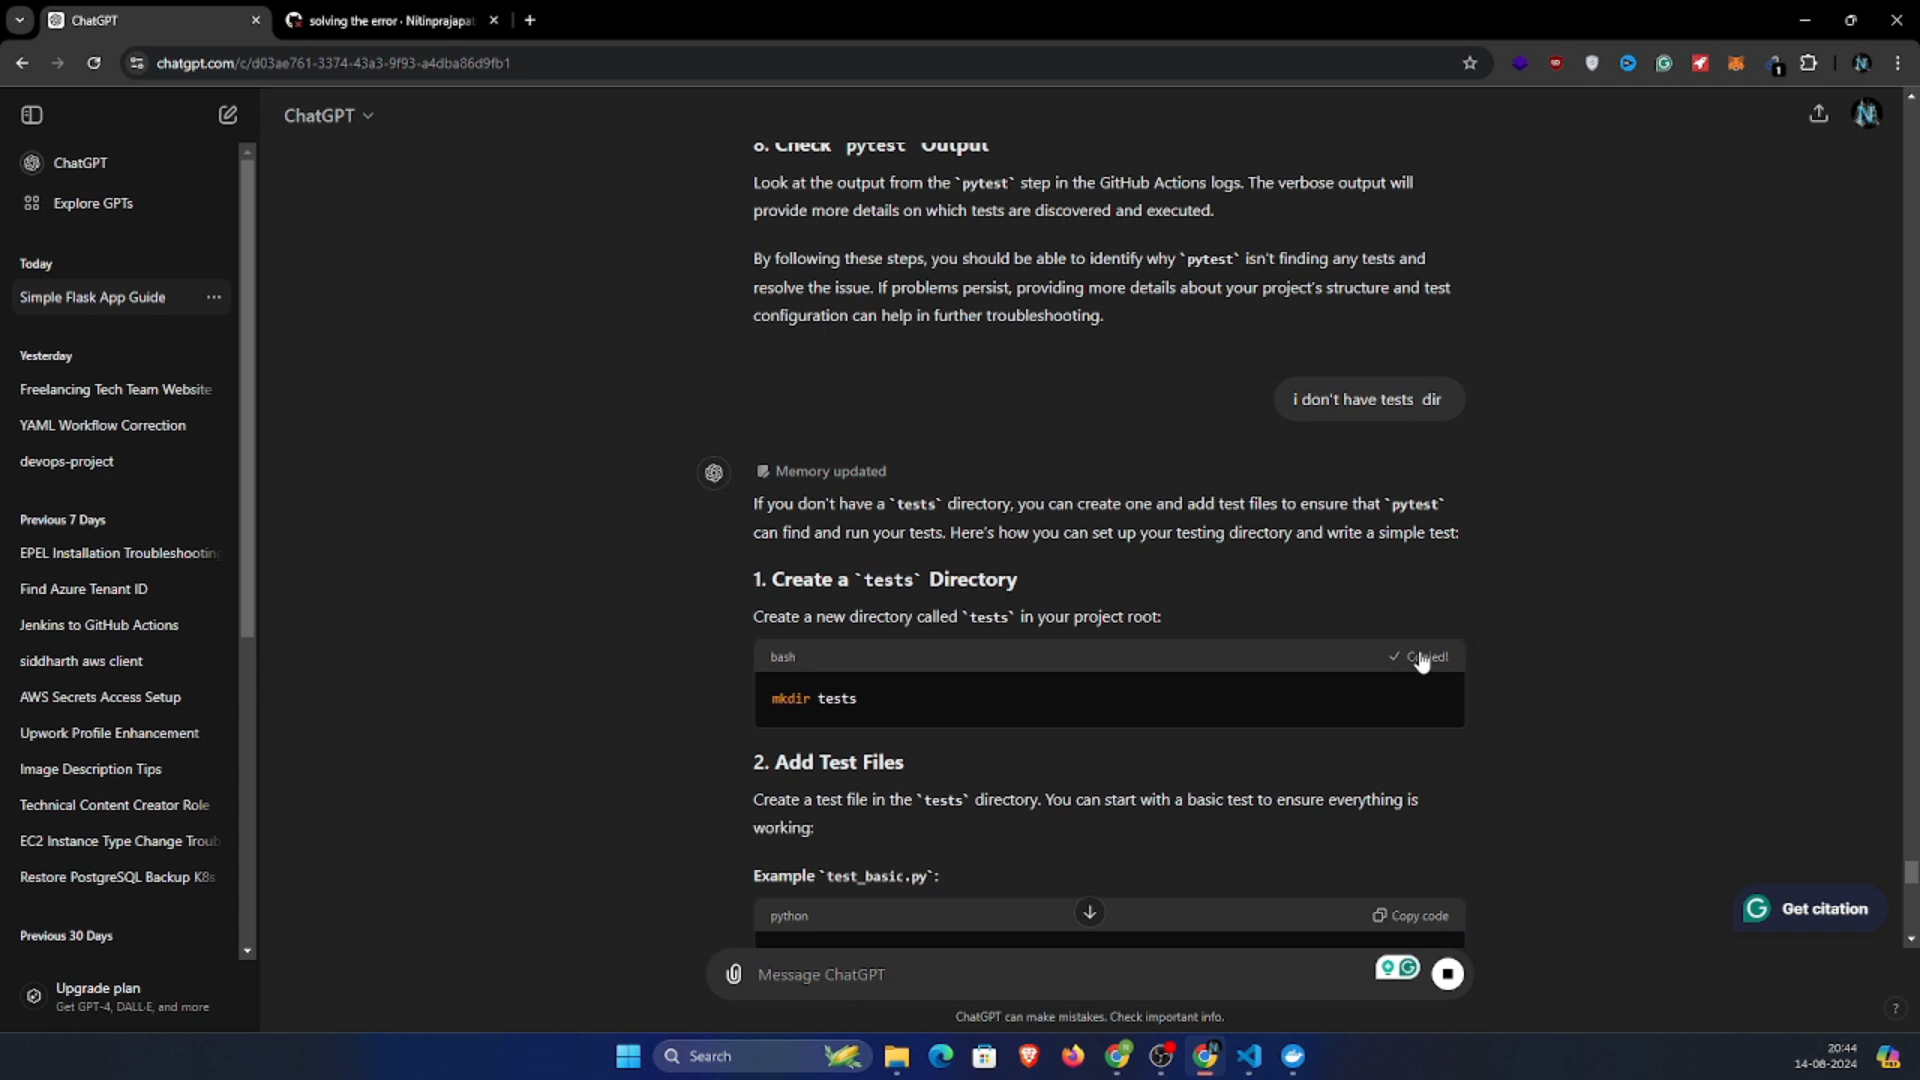 ChatGPT
solving the error · Nitinprajapat
chatgpt.com/c/d03ae761-3374-43a3-9f93-a4dba86d9fb1
1
ChatGPT
ChatGPT
Explore GPTs
Today
Simple Flask App Guide
Yesterday
Freelancing Tech Team Website
YAML Workflow Correction
devops-project
Previous 7 Days
EPEL Installation Troubleshooting
Find Azure Tenant ID
Jenkins to GitHub Actions
siddharth aws client
AWS Secrets Access Setup
Upwork Profile Enhancement
Image Description Tips
Technical Content Creator Role
EC2 Instance Type Change Troub
Restore PostgreSQL Backup K8s
Previous 30 Days
Upgrade plan
Get GPT-4, DALL·E, and more
Check `pytest` Output
Look at the output from the `pytest` step in the GitHub Actions logs. The verbose output will
provide more details on which tests are discovered and executed.
By following these steps, you should be able to identify why `pytest` isn't finding any tests and
resolve the issue. If problems persist, providing more details about your project's structure and test
configuration can help in further troubleshooting.
i don't have tests dir
Memory updated
If you don't have a `tests` directory, you can create one and add test files to ensure that `pytest`
can find and run your tests. Here's how you can set up your testing directory and write a simple test:
1. Create a `tests` Directory
Create a new directory called `tests` in your project root:
bash
Copied!
mkdir tests
2. Add Test Files
Create a test file in the `tests` directory. You can start with a basic test to ensure everything is
working:
Example `test_basic.py`:
python
Copy code
Message ChatGPT
ChatGPT can make mistakes. Check important info.
Get citation
?
Search
20:44
14-08-2024